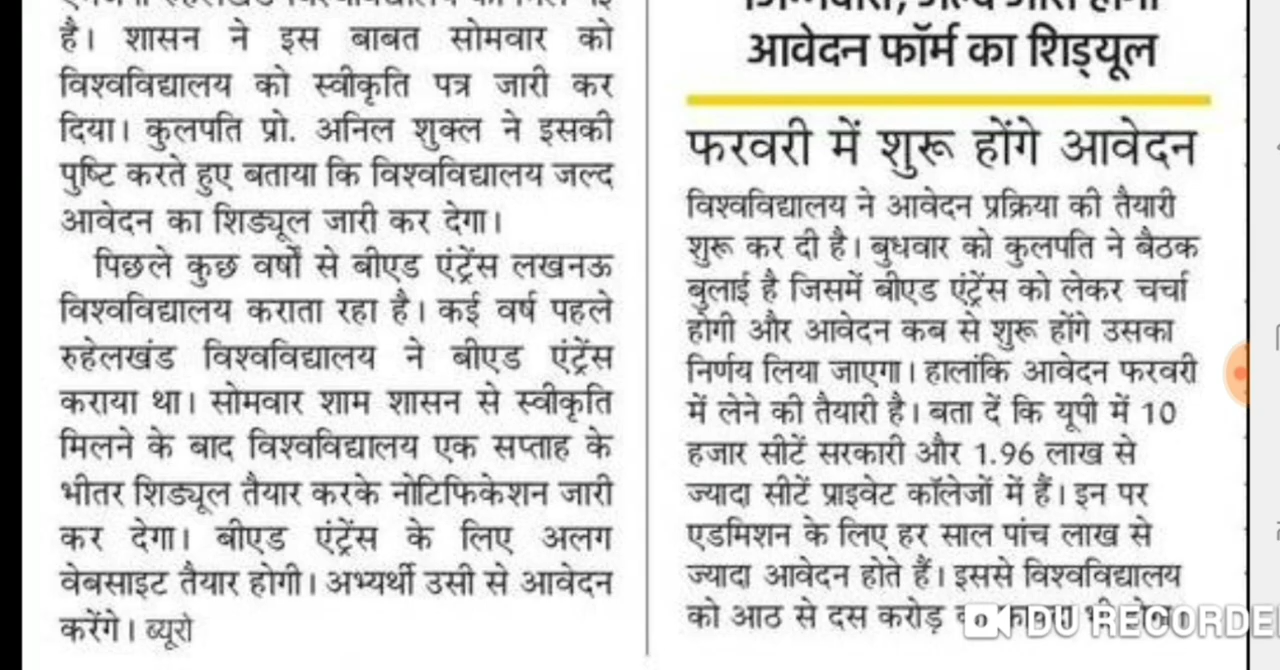 है। शासन ने इस बाबत सोमवार को
विश्वविद्यालय को स्वीकृति पत्र जारी कर
दिया। कुलपति प्रो. अनिल शुक्ल ने इसकी
पुष्टि करते हुए बताया कि विश्वविद्यालय जल्द
आवेदन का शिड्यूल जारी कर देगा।
पिछले कुछ वर्षों से बीएड एंट्रेंस लखनऊ
विश्वविद्यालय कराता रहा है। कई वर्ष पहले
रुहेलखंड विश्वविद्यालय ने बीएड एंट्रेंस
कराया था। सोमवार शाम शासन से स्वीकृति
मिलने के बाद विश्वविद्यालय एक सप्ताह के
भीतर शिड्यूल तैयार करके नोटिफिकेशन जारी
कर देगा। बीएड एंट्रेंस के लिए अलग
वेबसाइट तैयार होगी। अभ्यर्थी उसी से आवेदन
करेंगे। ब्यूरो
आवेदन फॉर्म का शिड्यूल
फरवरी में शुरू होंगे आवेदन
विश्वविद्यालय ने आवेदन प्रक्रिया की तैयारी
शुरू कर दी है। बुधवार को कुलपति ने बैठक
बुलाई है जिसमें बीएड एंट्रेंस को लेकर चर्चा
होगी और आवेदन कब से शुरू होंगे उसका
निर्णय लिया जाएगा। हालांकि आवेदन फरवरी
में लेने की तैयारी है। बता दें कि यूपी में 10
हजार सीटें सरकारी और 1.96 लाख से
ज्यादा सीटें प्राइवेट कॉलेजों में हैं। इन पर
एडमिशन के लिए हर साल पांच लाख से
ज्यादा आवेदन होते हैं। इससे विश्वविद्यालय
को आठ से दस करोड़
DU RECORDE